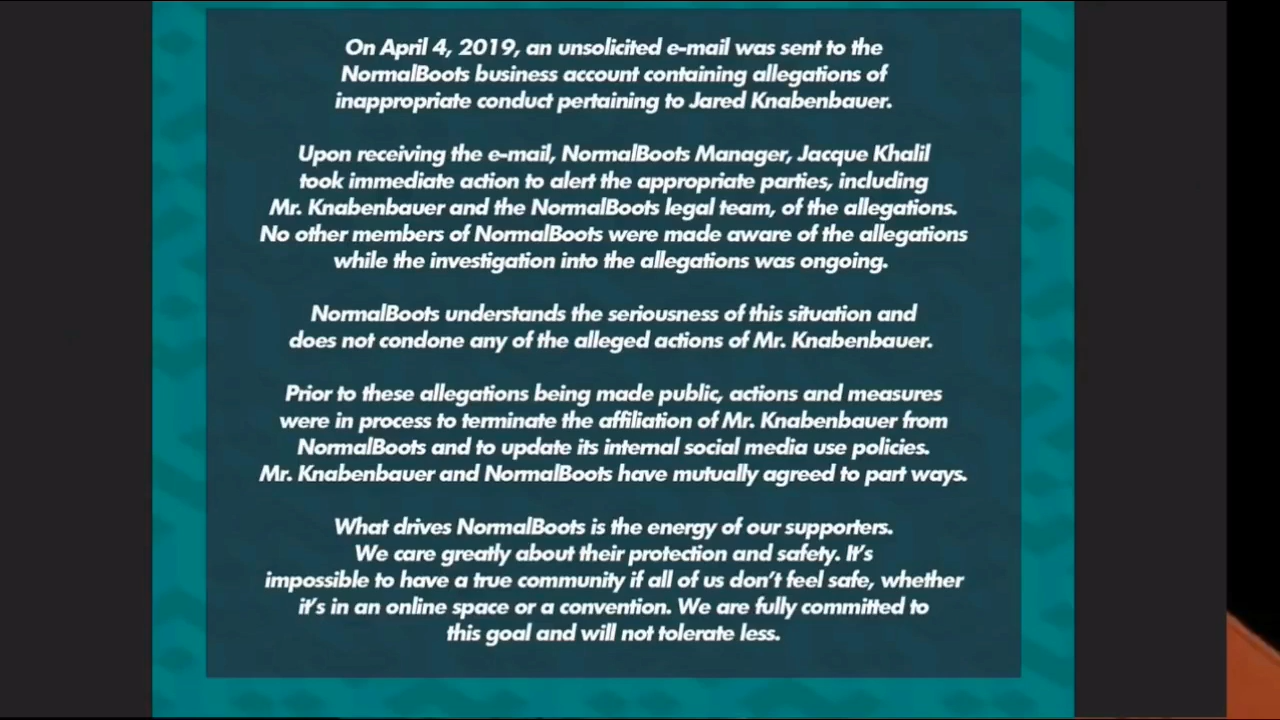 On April 4, 2019, an unsolicited e-mail was sent to the
NormalBoots business account containing allegations of
inappropriate conduct pertaining to Jared Knabenbauer.
Upon receiving the e-mail, NormalBoots Manager, Jacque Khalil
took immediate action to alert the appropriate parties, including
Mr. Knabenbauer and the NormalBoots legal team, of the allegations.
No other members of NormalBoots were made aware of the allegations
while the investigation into the allegations was ongoing.
NormalBoots understands the seriousness of this situation and
does not condone any of the alleged actions of Mr. Knabenbauer.
Prior to these allegations being made public, actions and measures
were in process to terminate the affiliation of Mr. Knabenbauer from
NormalBoots and to update its internal social media use policies.
Mr. Knabenbauer and NormalBoots have mutually agreed to part ways.
What drives NormalBoots is the energy of our supporters.
We care greatly about their protection and safety. It's
impossible to have a true community if all of us don't feel safe, whether
it's in an online space or a convention. We are fully committed to
this goal and will not tolerate less.